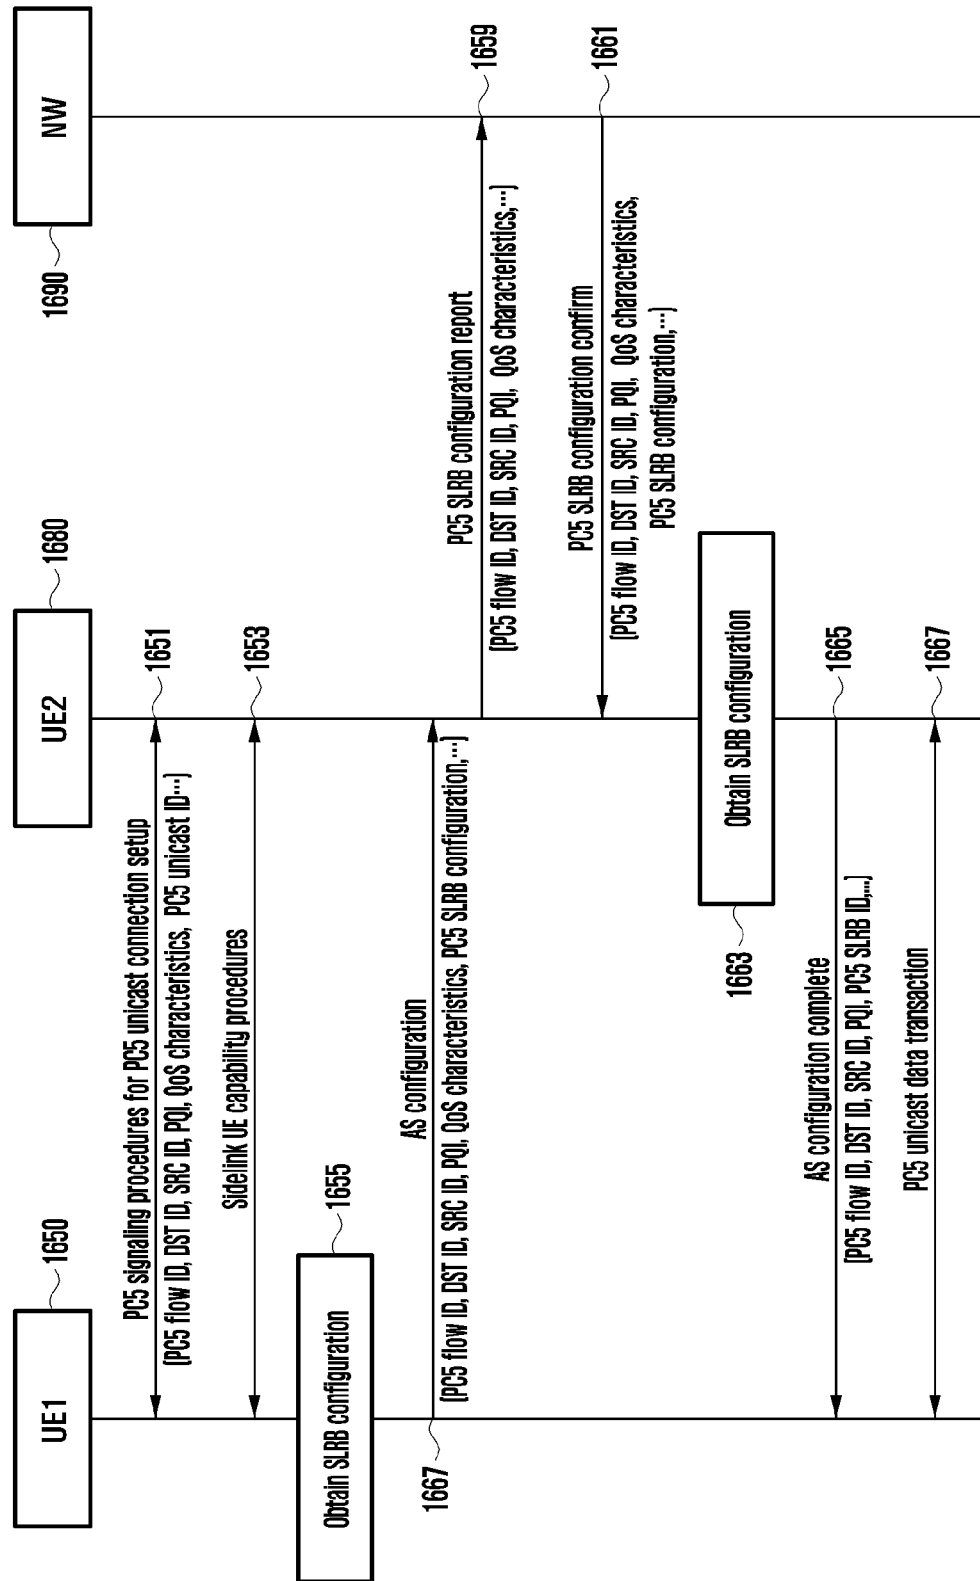 UE1
1650
UE2
1680
NW
1690
PC5 signaling procedures for PC5 unicast connection setup
1651
[PC5 flow ID, DST ID, SRC ID, PQI, QoS characteristics, PC5 unicast ID···]
Sidelink UE capability procedures
1653
Obtain SLRB configuration
1655
AS configuration
1667
[PC5 flow ID, DST ID, SRC ID, PQI, QoS characteristics, PC5 SLRB configuration,···]
PC5 SLRB configuration report
1659
[PC5 flow ID, DST ID, SRC ID, PQI, QoS characteristics,···]
PC5 SLRB configuration confirm
1661
[PC5 flow ID, DST ID, SRC ID, PQI, QoS characteristics,
PC5 SLRB configuration,···]
Obtain SLRB configuration
1663
AS configuration complete
1665
[PC5 flow ID, DST ID, SRC ID, PQI, PC5 SLRB ID,...]
PC5 unicast data transaction
1667